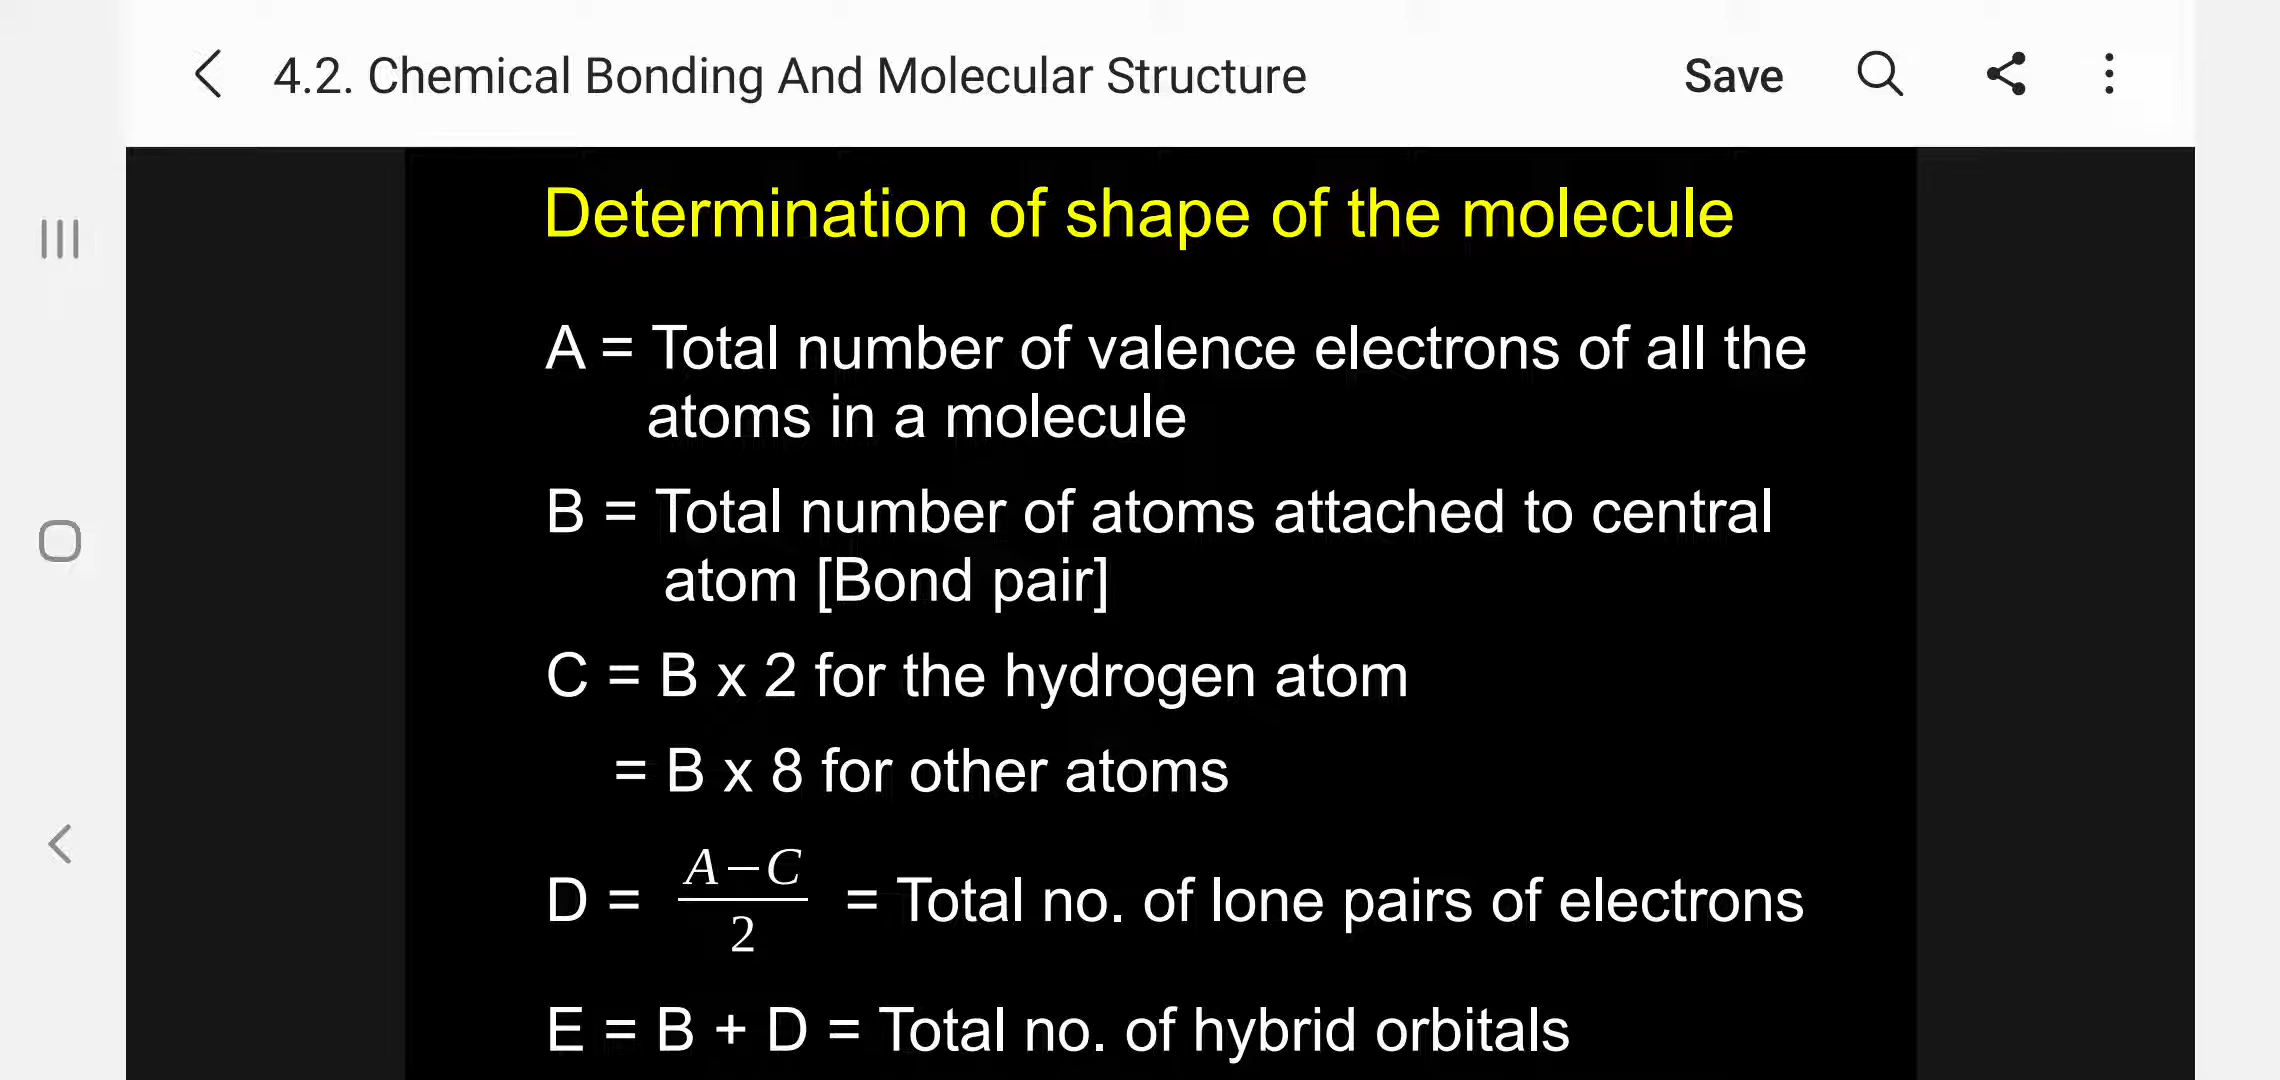 4.2. Chemical Bonding And Molecular Structure
Save
Determination of shape of the molecule
A = Total number of valence electrons of all the
atoms in a molecule
B = Total number of atoms attached to central
atom [Bond pair]
C = B x 2 for the hydrogen atom
= B x 8 for other atoms
D = \frac{A-C}{2} = Total no. of lone pairs of electrons
E = B + D = Total no. of hybrid orbitals